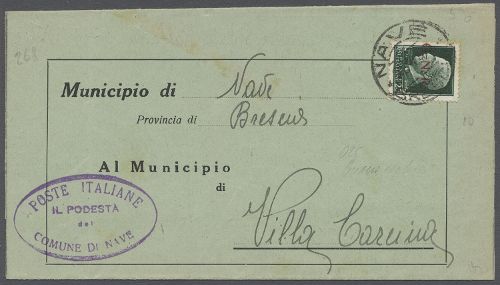 268
NAVE
Municipio di Nave
Provincia di Brescia
Al Municipio
di
Villa Carcina
POSTE ITALIANE
IL PODESTÀ
del
COMUNE DI NAVE